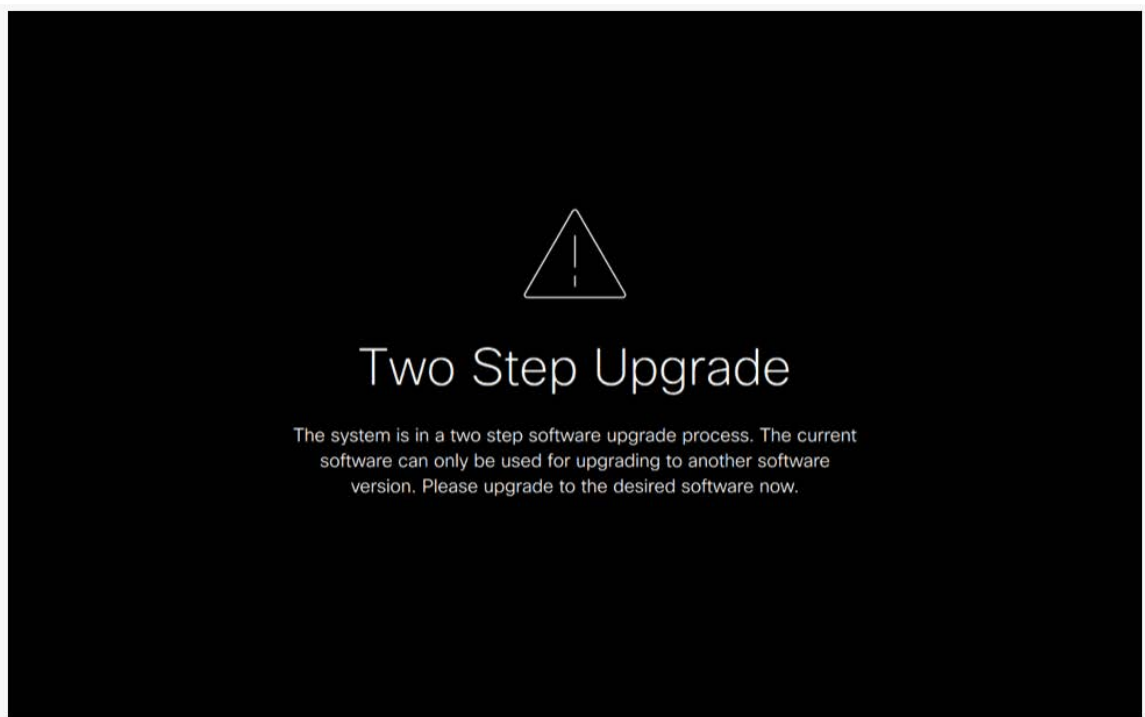 Two Step Upgrade
The system is in a two step software upgrade process. The current
software can only be used for upgrading to another software
version. Please upgrade to the desired software now.